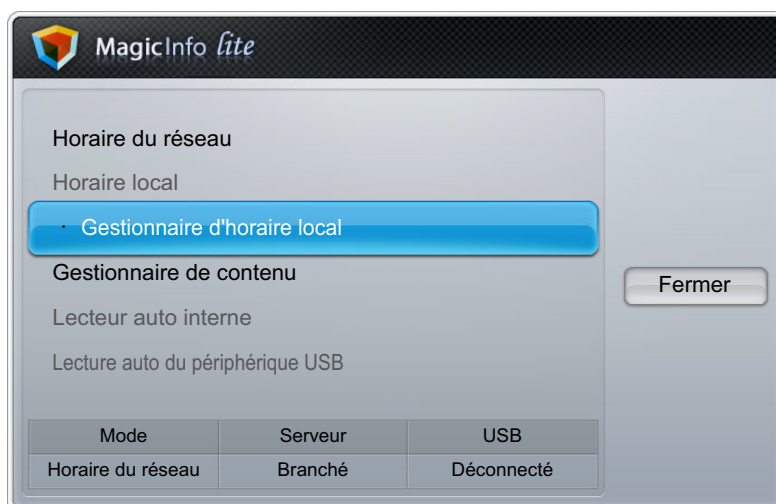 MagicInfo lite
Horaire du réseau
Horaire local
· Gestionnaire d'horaire local
Gestionnaire de contenu
Lecteur auto interne
Lecture auto du périphérique USB
Fermer
Mode Serveur USB
Horaire du réseau Branché Déconnecté